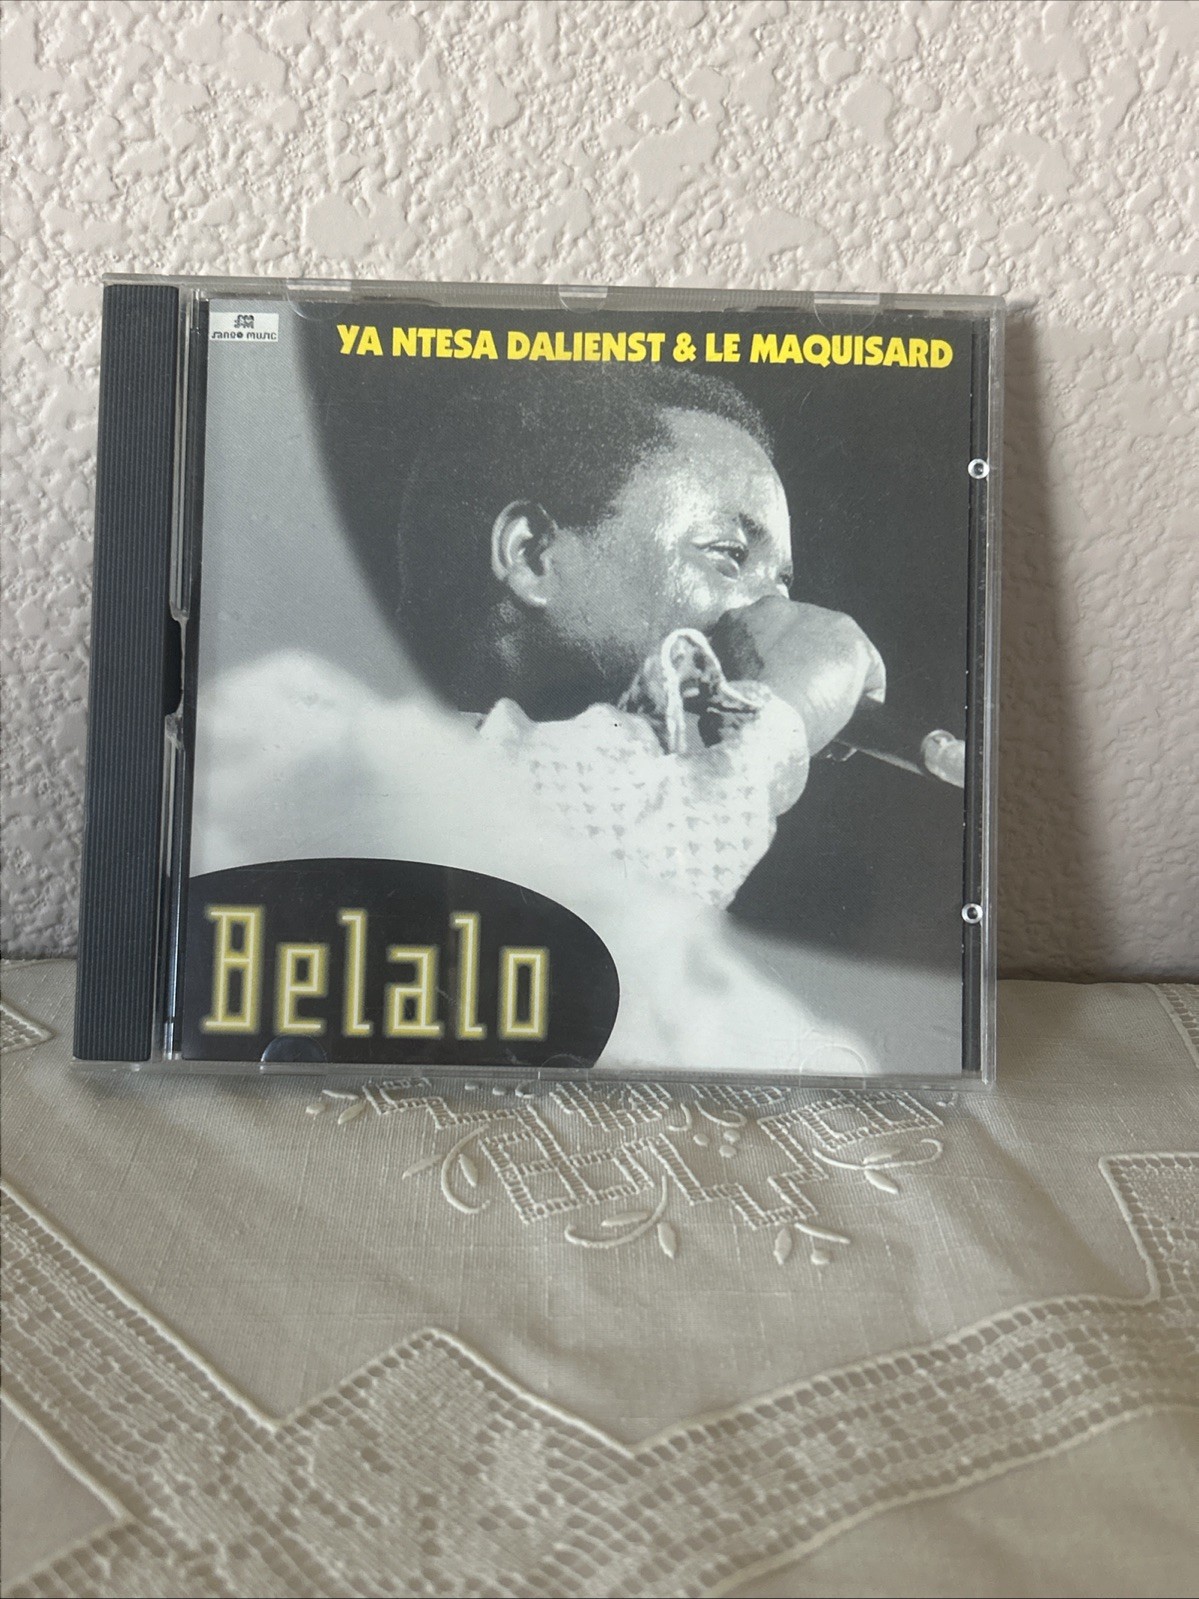 sango music
YA NTESA DALIENST & LE MAQUISARD
Belalo